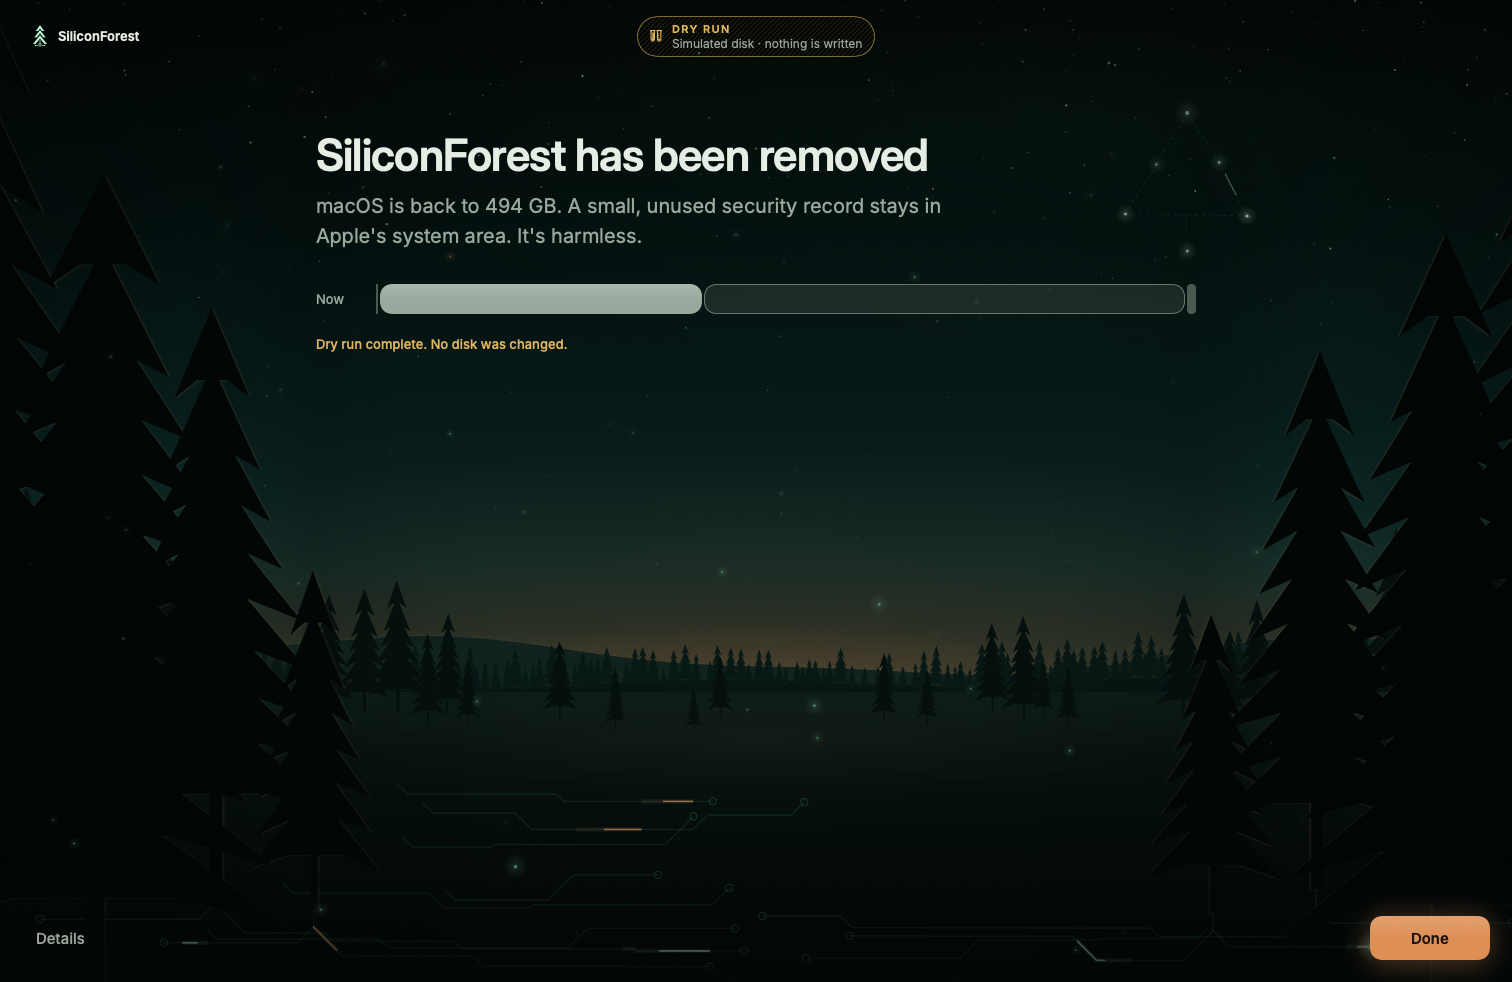 SiliconForest
DRY RUN
Simulated disk · nothing is written
SiliconForest has been removed
macOS is back to 494 GB. A small, unused security record stays in
Apple's system area. It's harmless.
Now
Dry run complete. No disk was changed.
Details
Done